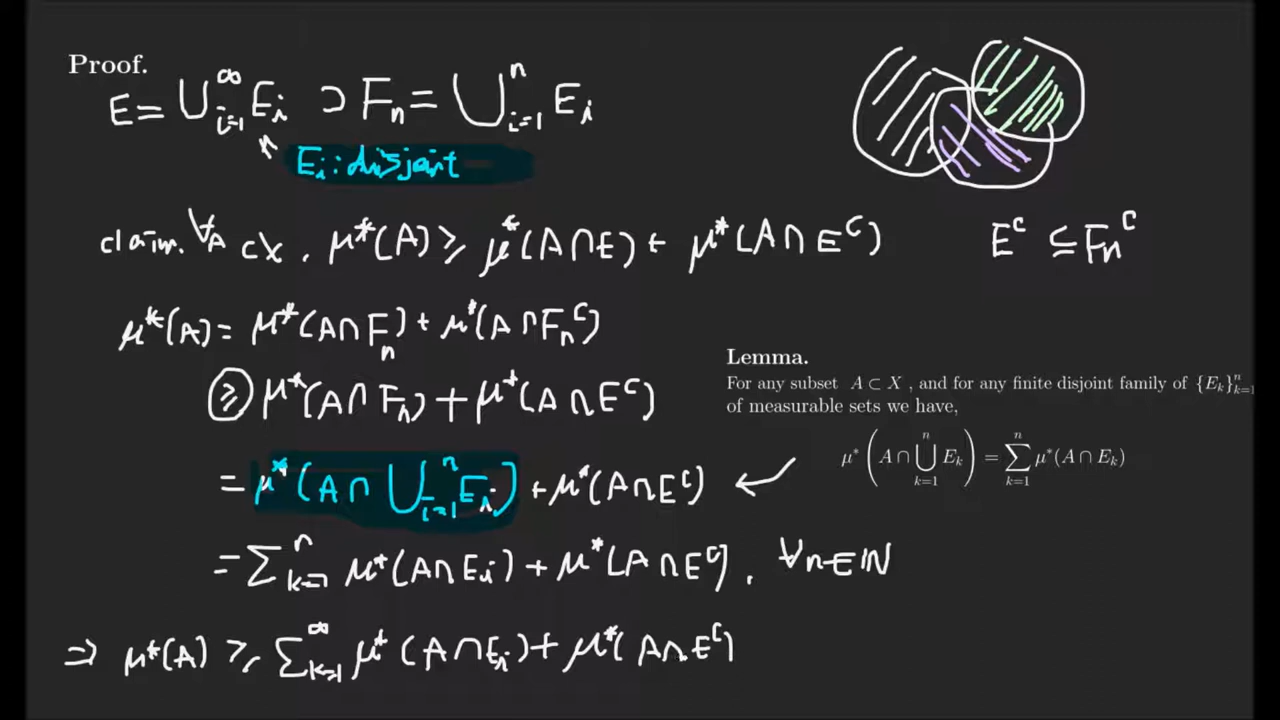 Proof.
E = ⋃_{i=1}^{∞} E_i ⊃ F_n = ⋃_{i=1}^{n} E_i
E_i : disjoint
claim. ∀A ⊂ X, μ*(A) ≥ μ*(A∩E) + μ*(A∩E^c)
E^c ⊆ F_n^c
μ*(A) = μ*(A∩F_n) + μ*(A∩F_n^c)
≥ μ*(A∩F_n) + μ*(A∩E^c)
Lemma.
For any subset A ⊂ X , and for any finite disjoint family of {E_k}_{k=1}^n
of measurable sets we have,
μ* ( A ∩ ⋃_{k=1}^{n} E_k ) = ∑_{k=1}^{n} μ*(A ∩ E_k)
= μ*(A∩ ⋃_{i=1}^{n} E_i) + μ*(A∩E^c) ←
= ∑_{k=1}^{n} μ*(A∩E_i) + μ*(A∩E^c), ∀n∈ℕ
⇒ μ*(A) ≥ ∑_{k=1}^{∞} μ*(A∩E_i) + μ*(A∩E^c)